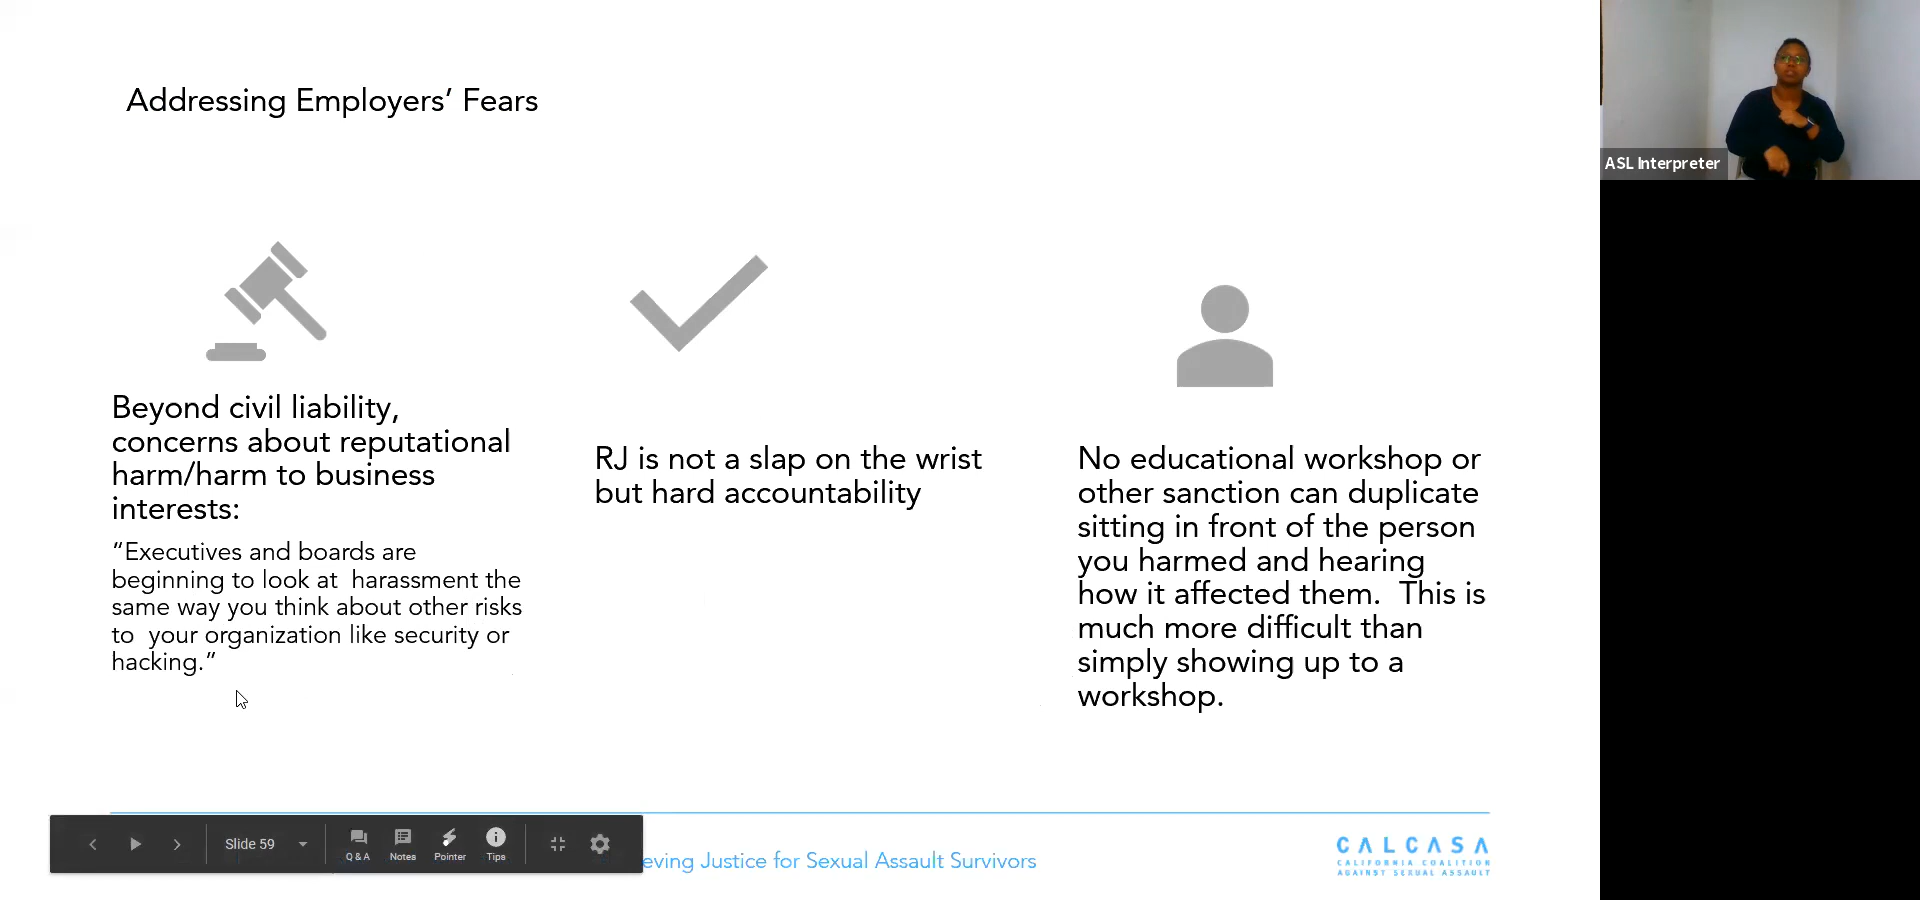 Addressing Employers’ Fears
ASL Interpreter
Beyond civil liability,
concerns about reputational
harm/harm to business
interests:
“Executives and boards are
beginning to look at  harassment the
same way you think about other risks
to  your organization like security or
hacking.”
RJ is not a slap on the wrist
but hard accountability
No educational workshop or
other sanction can duplicate
sitting in front of the person
you harmed and hearing
how it affected them.  This is
much more difficult than
simply showing up to a
workshop.
Slide 59
Q & A
Notes
Pointer
Tips
eving Justice for Sexual Assault Survivors
CALCASA
CALIFORNIA COALITION
AGAINST SEXUAL ASSAULT